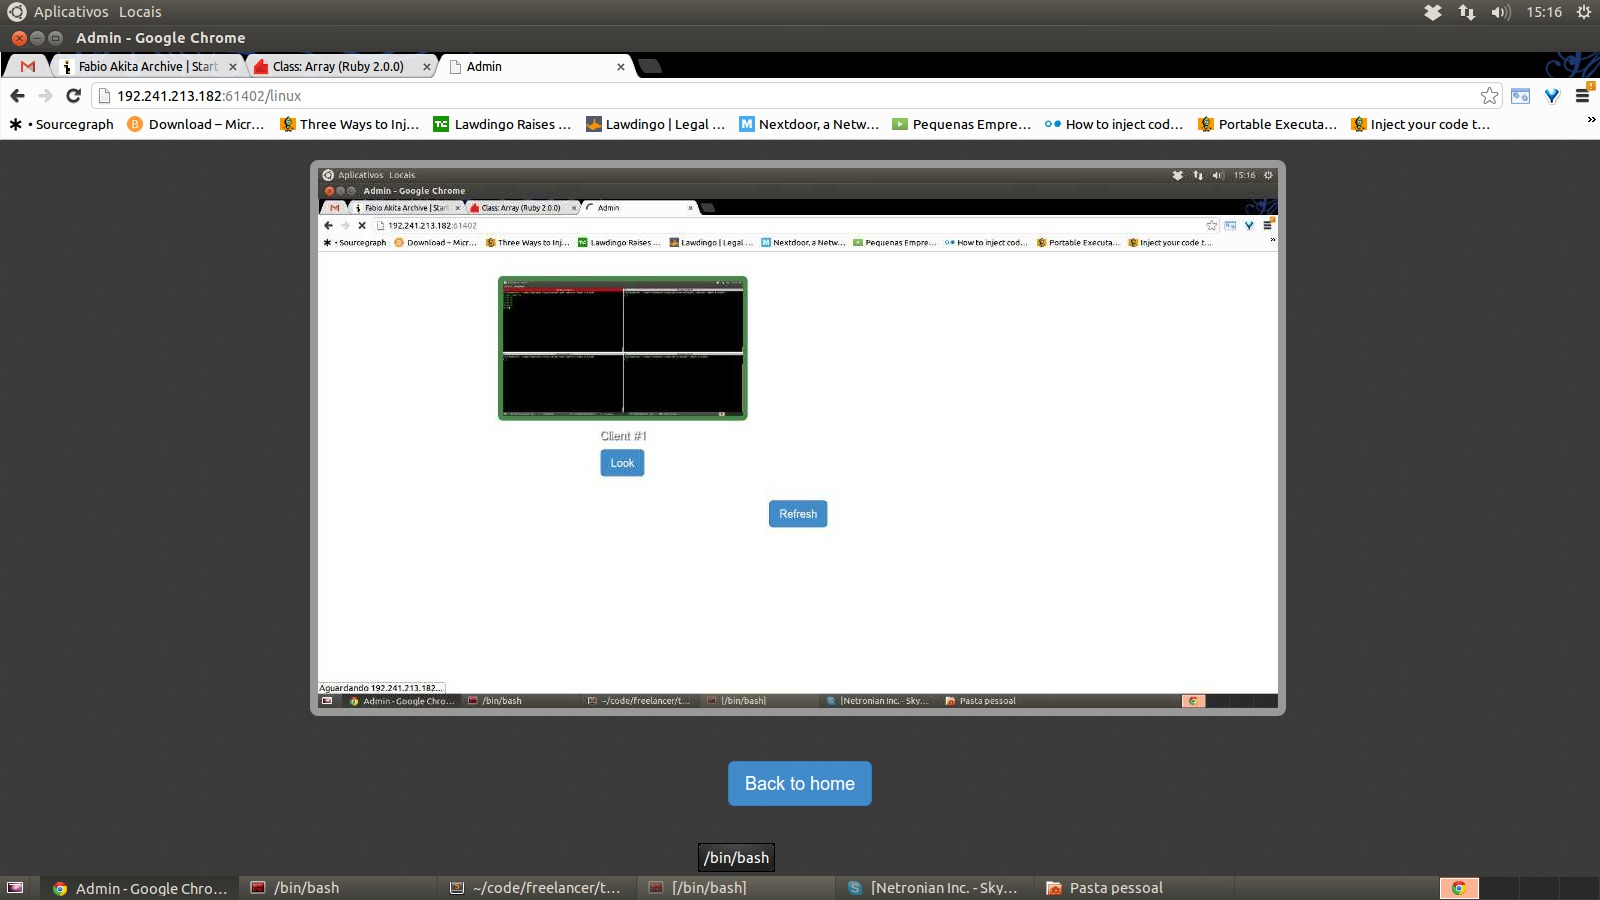 Aplicativos Locais 15:16
Admin - Google Chrome
Fabio Akita Archive | Start Class: Array (Ruby 2.0.0) Admin
192.241.213.182:61402/linux
• Sourcegraph Download – Micr... Three Ways to Inj... Lawdingo Raises ... Lawdingo | Legal ... Nextdoor, a Netw... Pequenas Empre... How to inject cod... Portable Executa... Inject your code t... »
Aplicativos Locais 15:16
Admin - Google Chrome
Fabio Akita Archive | Start Class: Array (Ruby 2.0.0) Admin
192.241.213.182:61402
• Sourcegraph Download – Micr... Three Ways to Inj... Lawdingo Raises ... Lawdingo | Legal ... Nextdoor, a Netw... Pequenas Empre... How to inject cod... Portable Executa... Inject your code t... »
Client #1
Look
Refresh
Aguardando 192.241.213.182...
Admin - Google Chro... /bin/bash ~/code/freelancer/t... [/bin/bash] [Netronian Inc. - Sky... Pasta pessoal
Back to home
/bin/bash
Admin - Google Chro... /bin/bash ~/code/freelancer/t... [/bin/bash] [Netronian Inc. - Sky... Pasta pessoal